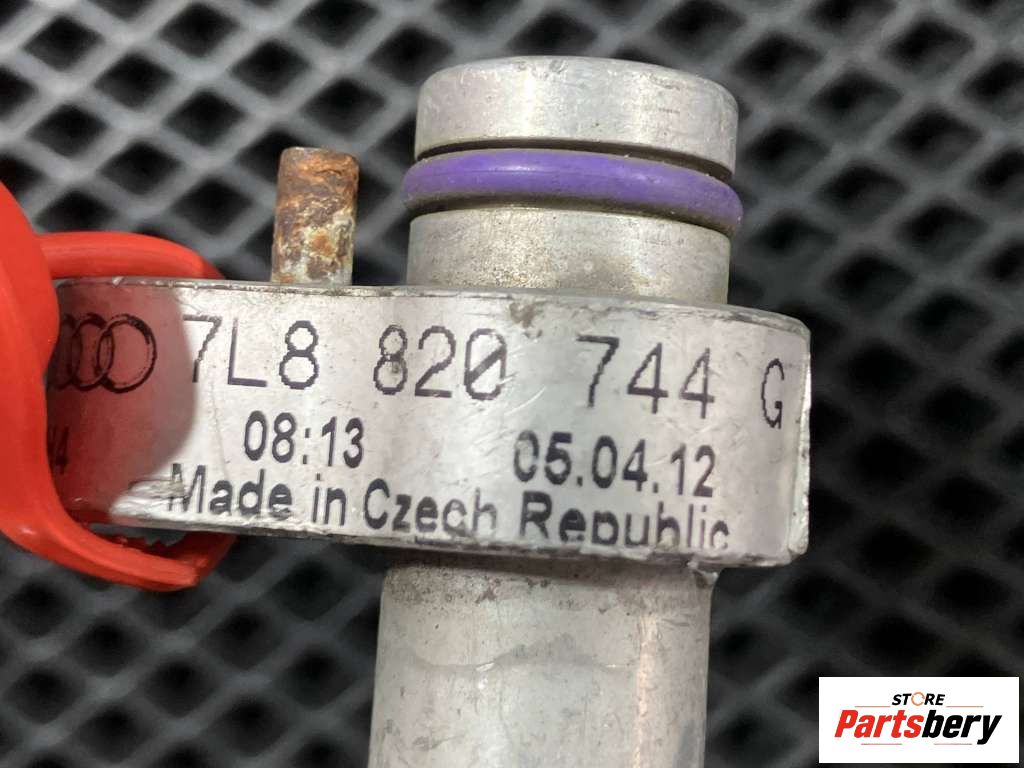 7L8 820 744 G
08:13 05.04.12
Made in Czech Republic
STORE
Partsbery